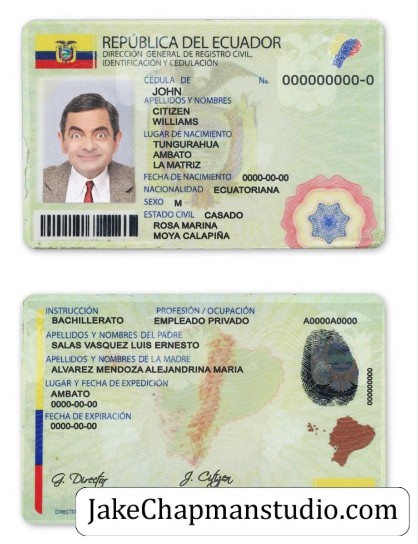 REPÚBLICA DEL ECUADOR
DIRECCIÓN GENERAL DE REGISTRO CIVIL,
IDENTIFICACIÓN Y CEDULACIÓN
CÉDULA DE No. 000000000-0
JOHN
APELLIDOS Y NOMBRES
CITIZEN
WILLIAMS
LUGAR DE NACIMIENTO
TUNGURAHUA
AMBATO
LA MATRIZ
FECHA DE NACIMIENTO 0000-00-00
NACIONALIDAD ECUATORIANA
SEXO M
ESTADO CIVIL CASADO
ROSA MARINA
MOYA CALAPIÑA
INSTRUCCIÓN PROFESIÓN / OCUPACIÓN
BACHILLERATO EMPLEADO PRIVADO A0000A0000
APELLIDOS Y NOMBRES DEL PADRE
SALAS VASQUEZ LUIS ERNESTO
APELLIDOS Y NOMBRES DE LA MADRE
ALVAREZ MENDOZA ALEJANDRINA MARIA
LUGAR Y FECHA DE EXPEDICIÓN
AMBATO
0000-00-00
FECHA DE EXPIRACIÓN
0000-00-00
00000000
G. Director J. Citizen
JakeChapmanstudio.com